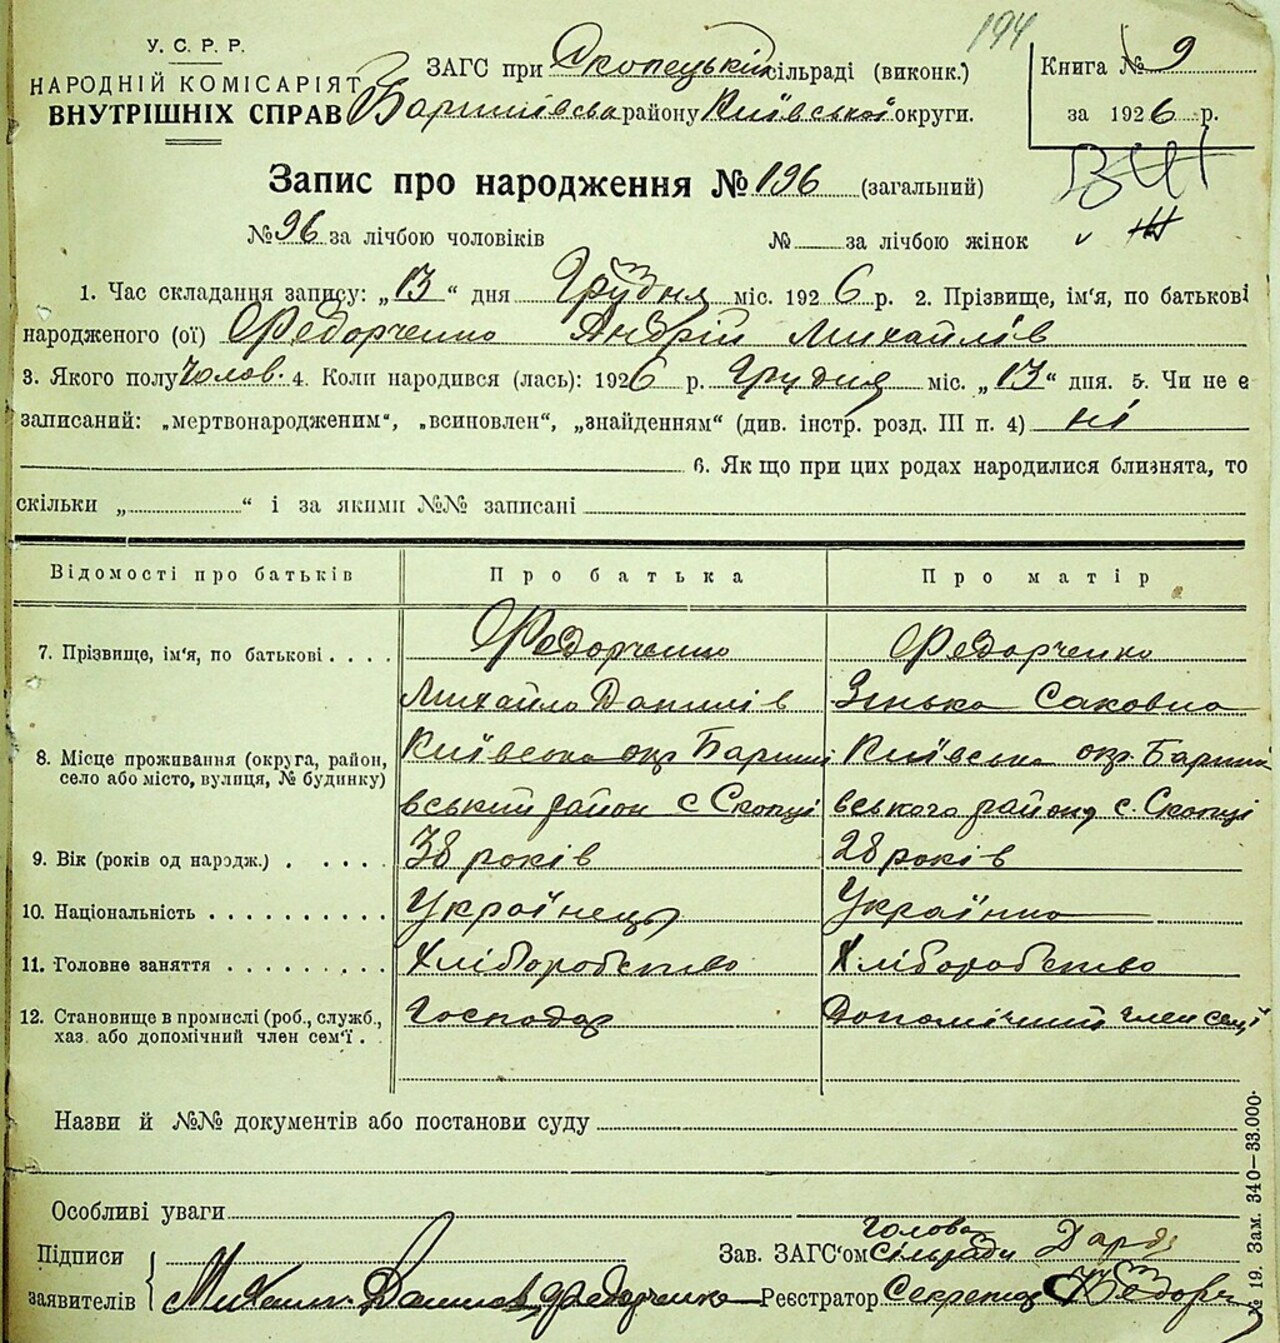 194
У. С. Р. Р.
НАРОДНІЙ КОМІСАРІЯТ
ВНУТРІШНІХ СПРАВ
ЗАГС при Скопецькій сільраді (виконк.)
Баришівсько району Київської округи.
Книга № 9
за 1926 р.
Запис про народження № 196 (загальний)
№ 96 за лічбою чоловіків № за лічбою жінок
1. Час складання запису: „13“ дня Грудня міс. 1926 р. 2. Прізвище, ім'я, по батькові
народженого (ої) Федорченко Андрій Михайлів
3. Якого полу Чолов. 4. Коли народився (лась): 1926 р. Грудня міс. „13“ дня. 5. Чи не є
записаний: „мертвонародженим“, „всиновлен“, „знайденням“ (див. інстр. розд. III п. 4) ні
6. Як що при цих родах народилися близнята, то
скільки „ “ і за якими №№ записані
Відомості про батьків Про батька Про матір
7. Прізвище, ім'я, по батькові . . . . Федорченко Федорченко
Михайло Данилів Зінька Саковна
8. Місце проживання (округа, район, село або місто, вулиця, № будинку) Київська окр Бариші Київська окр. Бариші
вський район с Скопці вського району с. Скопці
9. Вік (років од народж.) . . . . . 38 років 28 років
10. Національність . . . . . . . . . . Українець Українка
11. Головне заняття . . . . . . . . . Хліборобство Хліборобство
12. Становище в промислі (роб., служб., хаз. або допомічний член сем'ї . Господар Допомічний член семі
Назви й №№ документів або постанови суду
Особливі уваги
Підписи
заявителів
Михаил Данилов Федорченко
Зав. ЗАГС'ом Голова Сільради
Реєстратор Секретар
№ 19. Зам. 340—33.000.